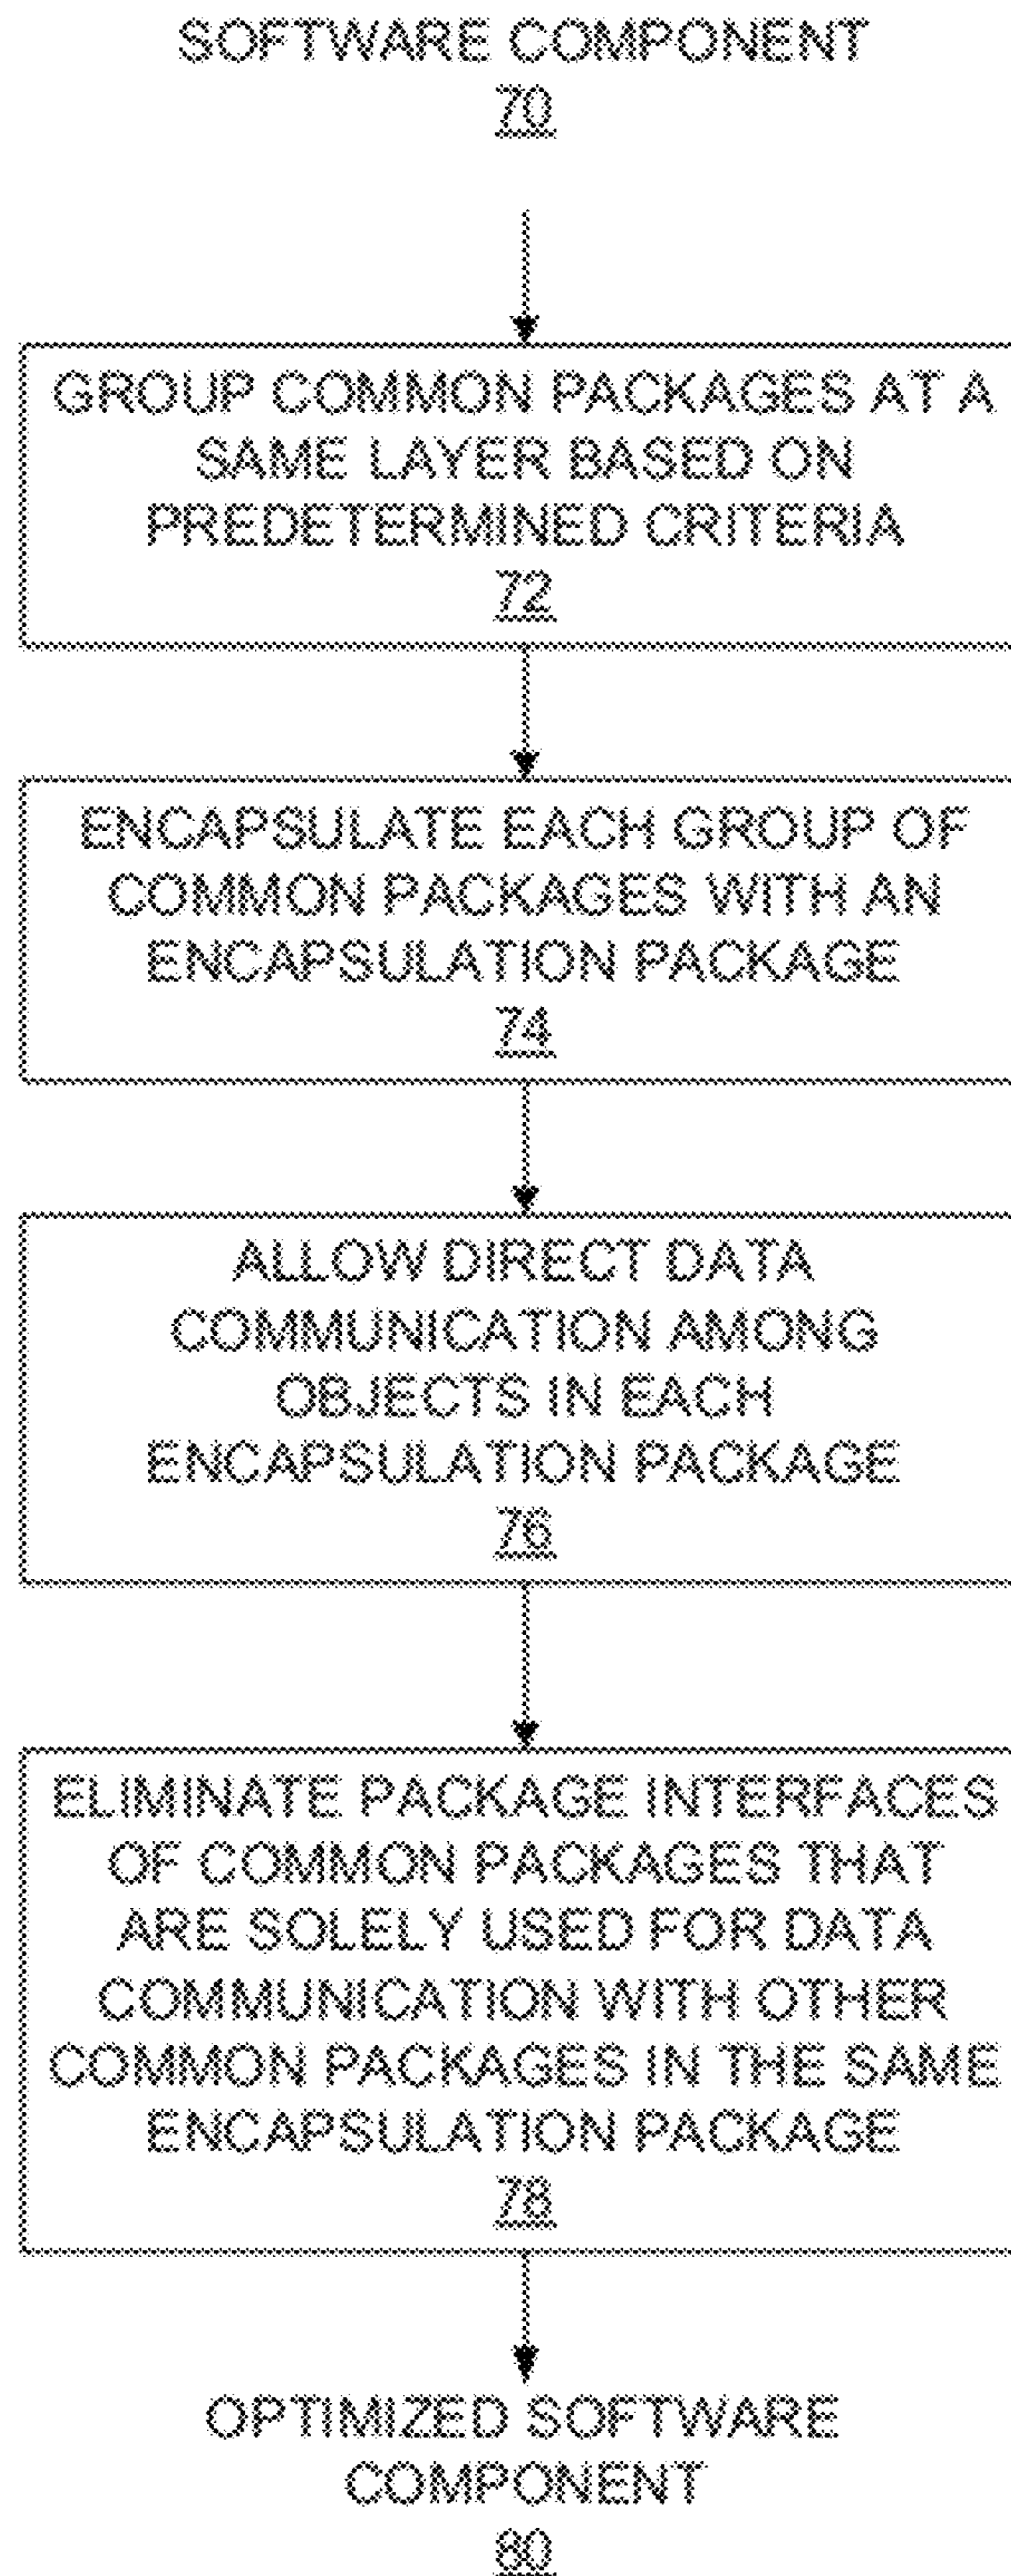 SOFTWARE COMPONENT
70
GROUP COMMON PACKAGES AT A
SAME LAYER BASED ON
PREDETERMINED CRITERIA
72
ENCAPSULATE EACH GROUP OF
COMMON PACKAGES WITH AN
ENCAPSULATION PACKAGE
74
ALLOW DIRECT DATA
COMMUNICATION AMONG
OBJECTS IN EACH
ENCAPSULATION PACKAGE
76
ELIMINATE PACKAGE INTERFACES
OF COMMON PACKAGES THAT
ARE SOLELY USED FOR DATA
COMMUNICATION WITH OTHER
COMMON PACKAGES IN THE SAME
ENCAPSULATION PACKAGE
78
OPTIMIZED SOFTWARE
COMPONENT
80